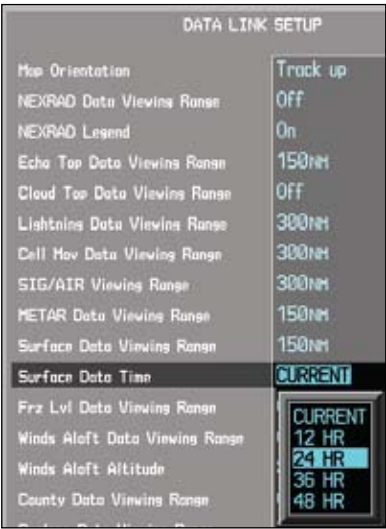 DATA LINK SETUP
Map Orientation Track up
NEXRAD Data Viewing Range Off
NEXRAD Legend On
Echo Top Data Viewing Range 150NM
Cloud Top Data Viewing Range Off
Lightning Data Viewing Range 300NM
Cell Mov Data Viewing Range 300NM
SIG/AIR Viewing Range 300NM
METAR Data Viewing Range 150NM
Surface Data Viewing Range 150NM
Surface Data Time CURRENT
Frz Lvl Data Viewing Range
CURRENT
Winds Aloft Data Viewing Range
12 HR
24 HR
Winds Aloft Altitude
36 HR
County Data Viewing Range
48 HR